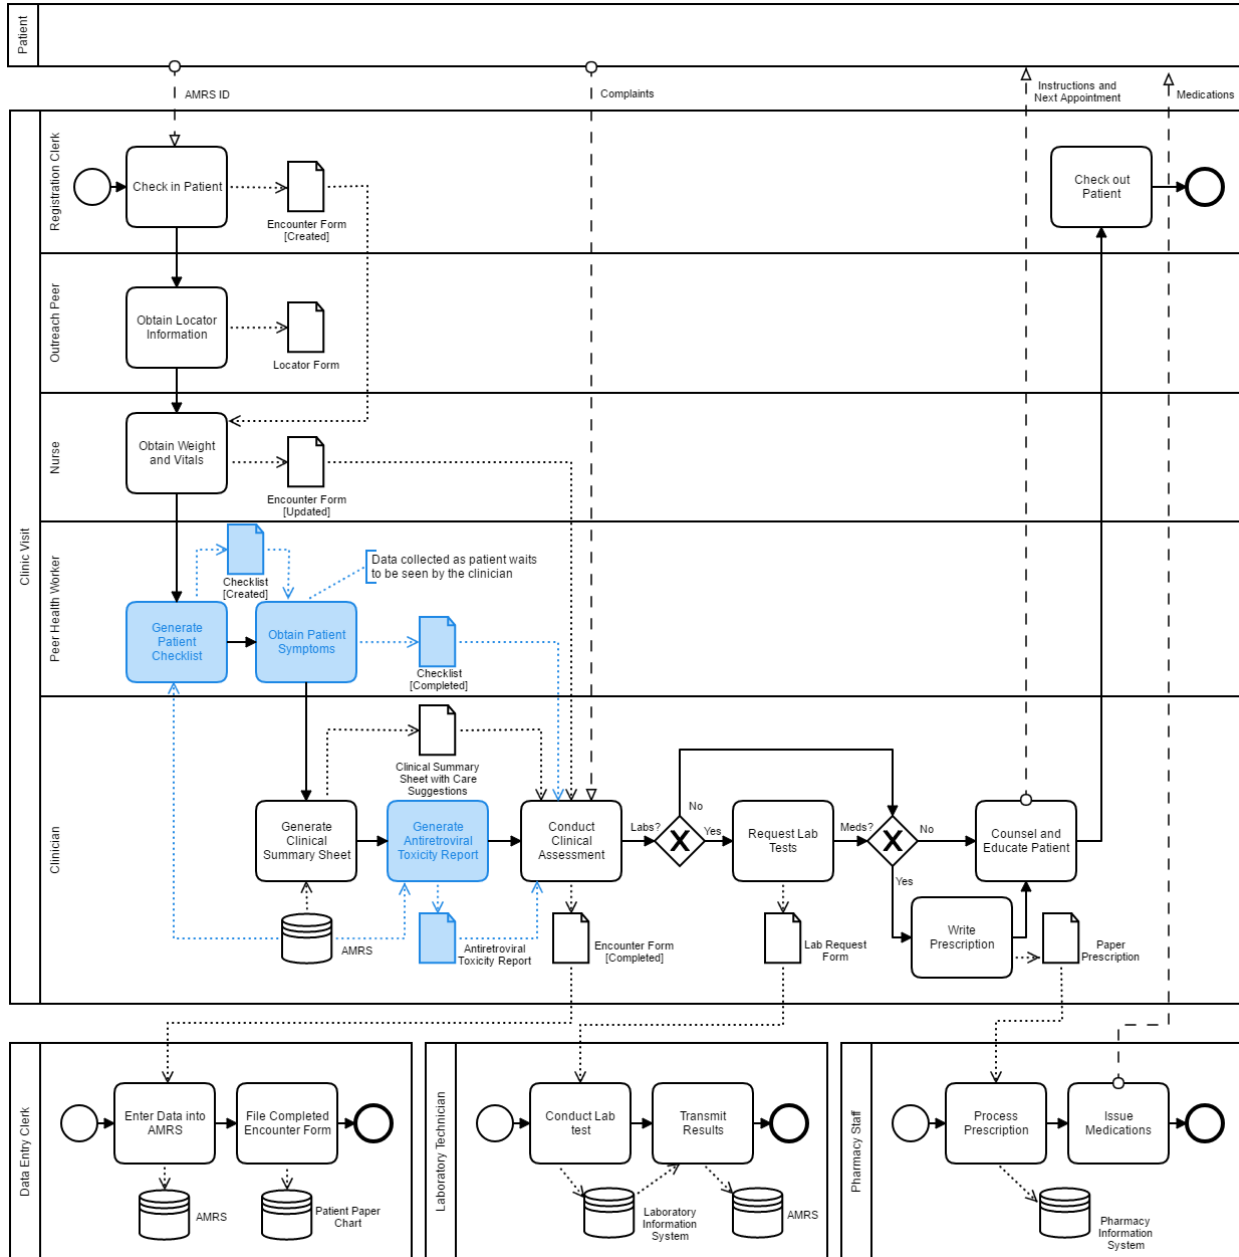 Patient
AMRS ID
Complaints
Instructions and
Next Appointment
Medications
Clinic Visit
Registration Clerk
Check in Patient
Encounter Form
[Created]
Check out
Patient
Outreach Peer
Obtain Locator
Information
Locator Form
Nurse
Obtain Weight
and Vitals
Encounter Form
[Updated]
Peer Health Worker
Checklist
[Created]
Data collected as patient waits
to be seen by the clinician
Generate
Patient
Checklist
Obtain Patient
Symptoms
Checklist
[Completed]
Clinician
Clinical Summary
Sheet with Care
Suggestions
Generate
Clinical
Summary Sheet
Generate
Antiretroviral
Toxicity Report
Conduct
Clinical
Assessment
Labs?
No
Yes
Request Lab
Tests
Meds?
No
Yes
Counsel and
Educate Patient
Write
Prescription
AMRS
Antiretroviral
Toxicity Report
Encounter Form
[Completed]
Lab Request
Form
Paper
Prescription
Data Entry Clerk
Enter Data into
AMRS
File Completed
Encounter Form
AMRS
Patient Paper
Chart
Laboratory Technician
Conduct Lab
test
Transmit
Results
Laboratory
Information
System
AMRS
Pharmacy Staff
Process
Prescription
Issue
Medications
Pharmacy
Information
System